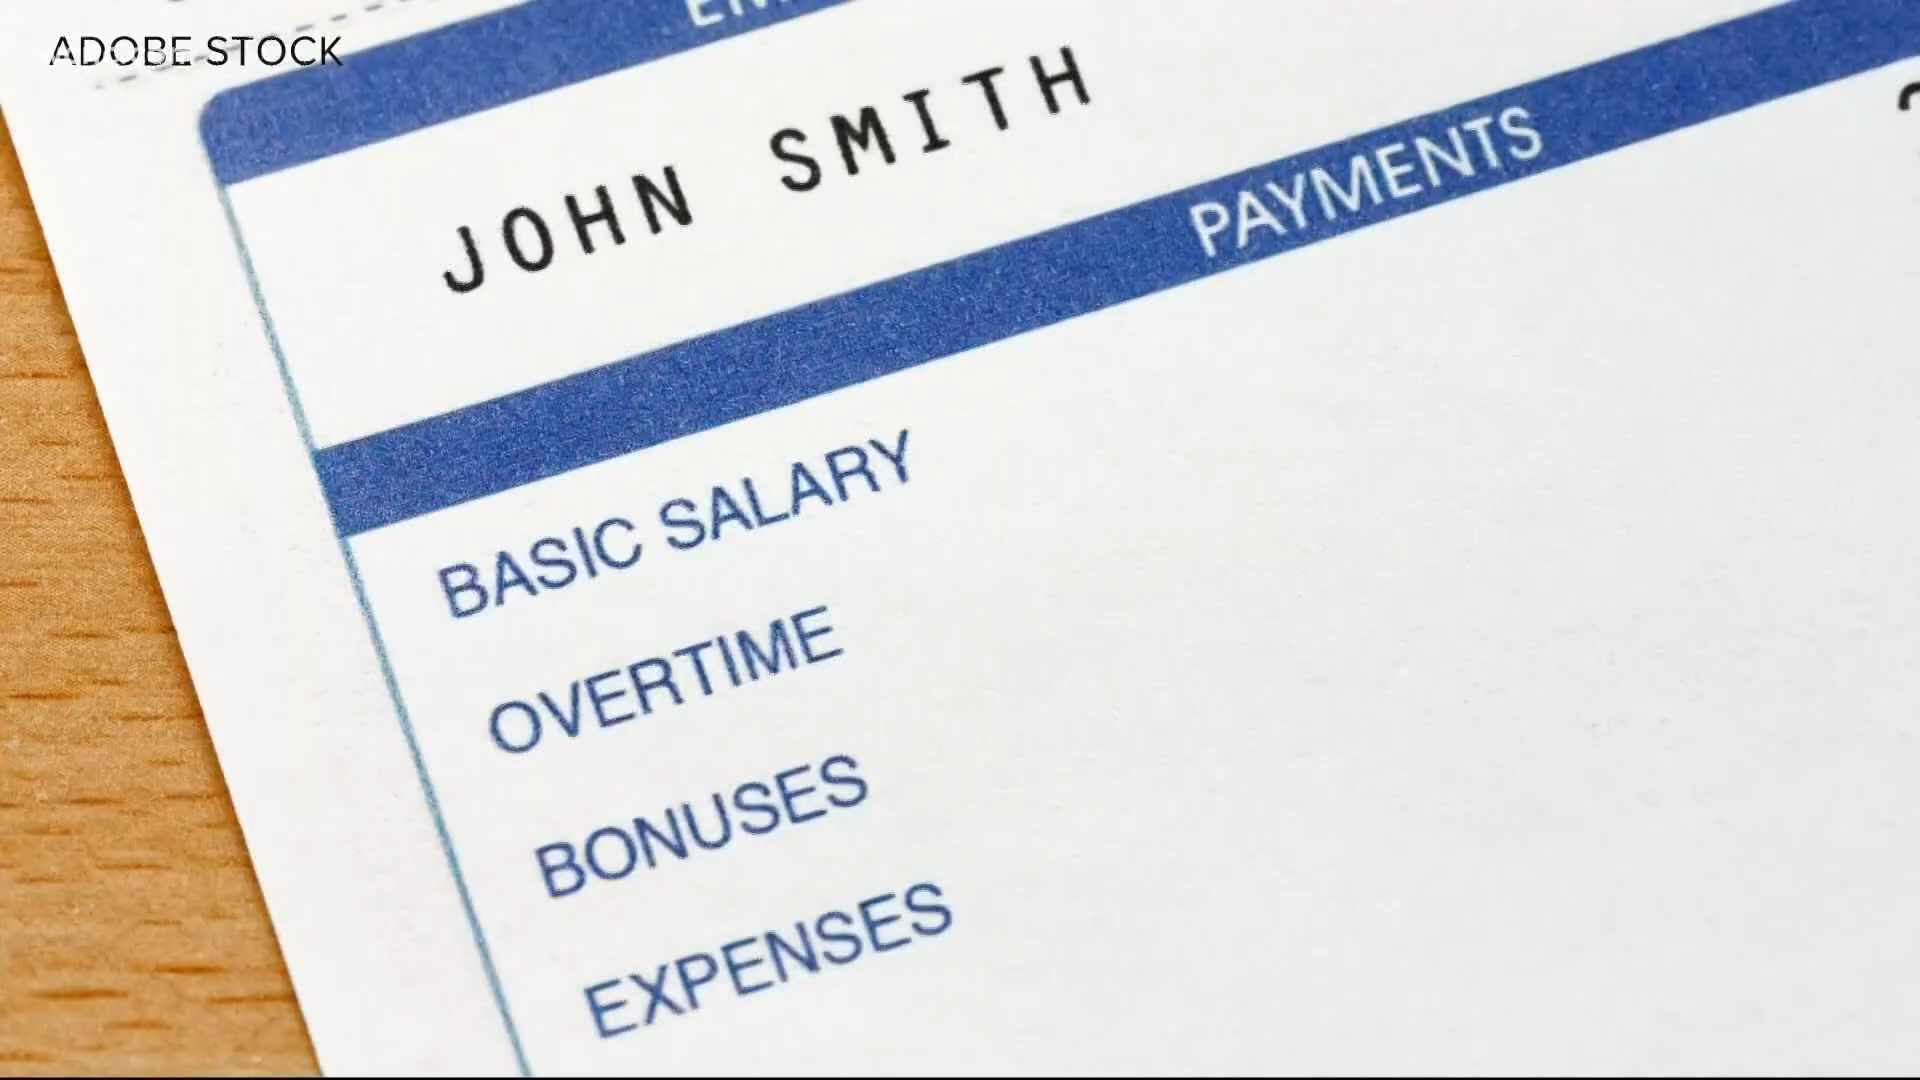 ADOBE STOCK
JOHN SMITH
PAYMENTS
BASIC SALARY
OVERTIME
BONUSES
EXPENSES